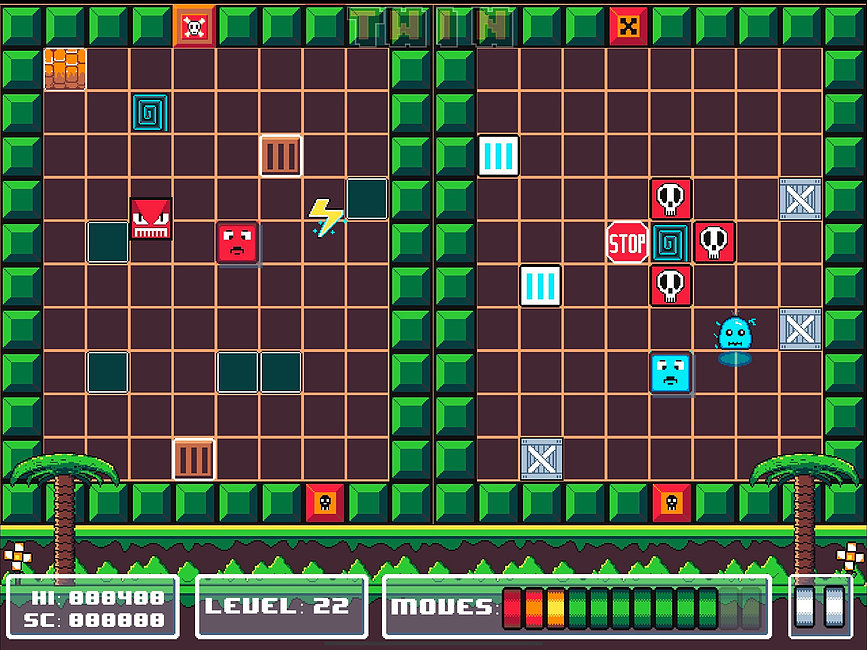 TWIN
STOP
HI: 000400
SC: 000000
LEVEL: 22
MOVES: